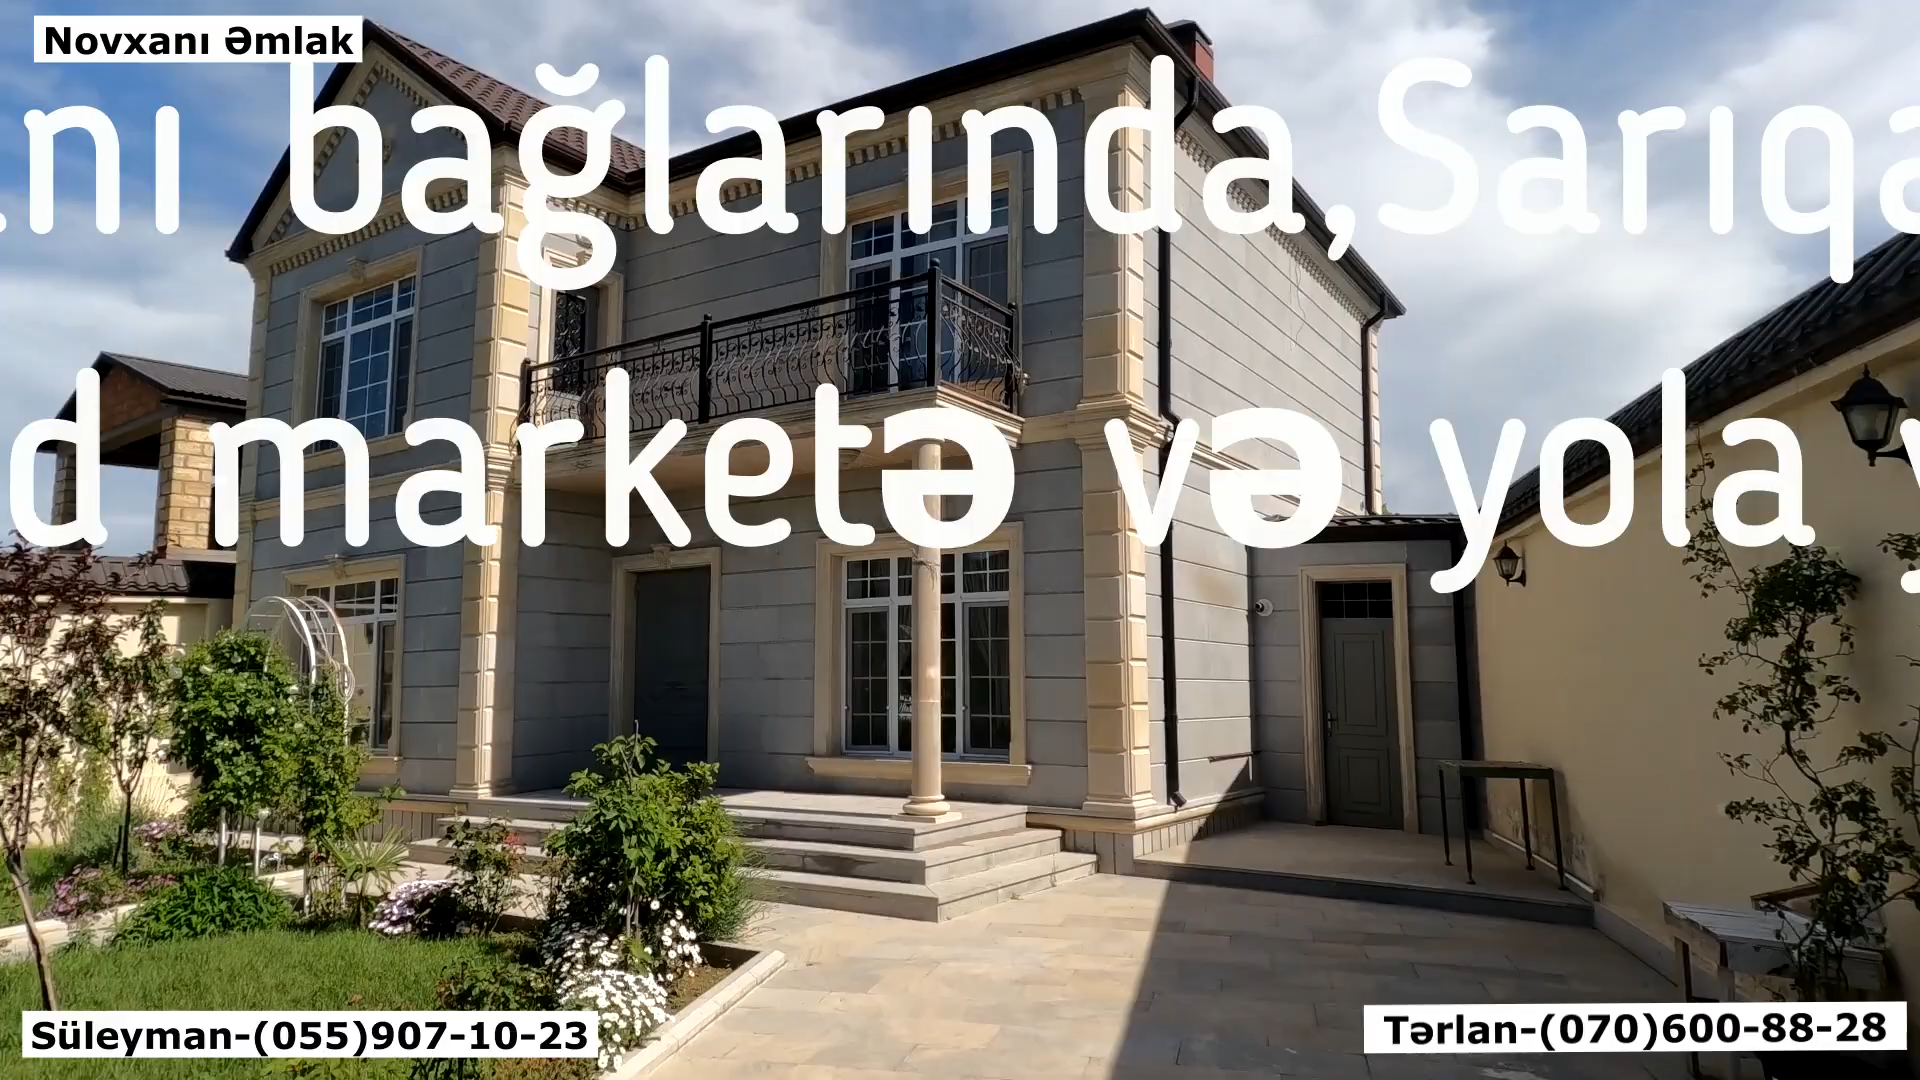 Novxanı Əmlak
nı bağlarında,Sarıqa
d marketə və yola
Süleyman-(055)907-10-23
Tərlan-(070)600-88-28